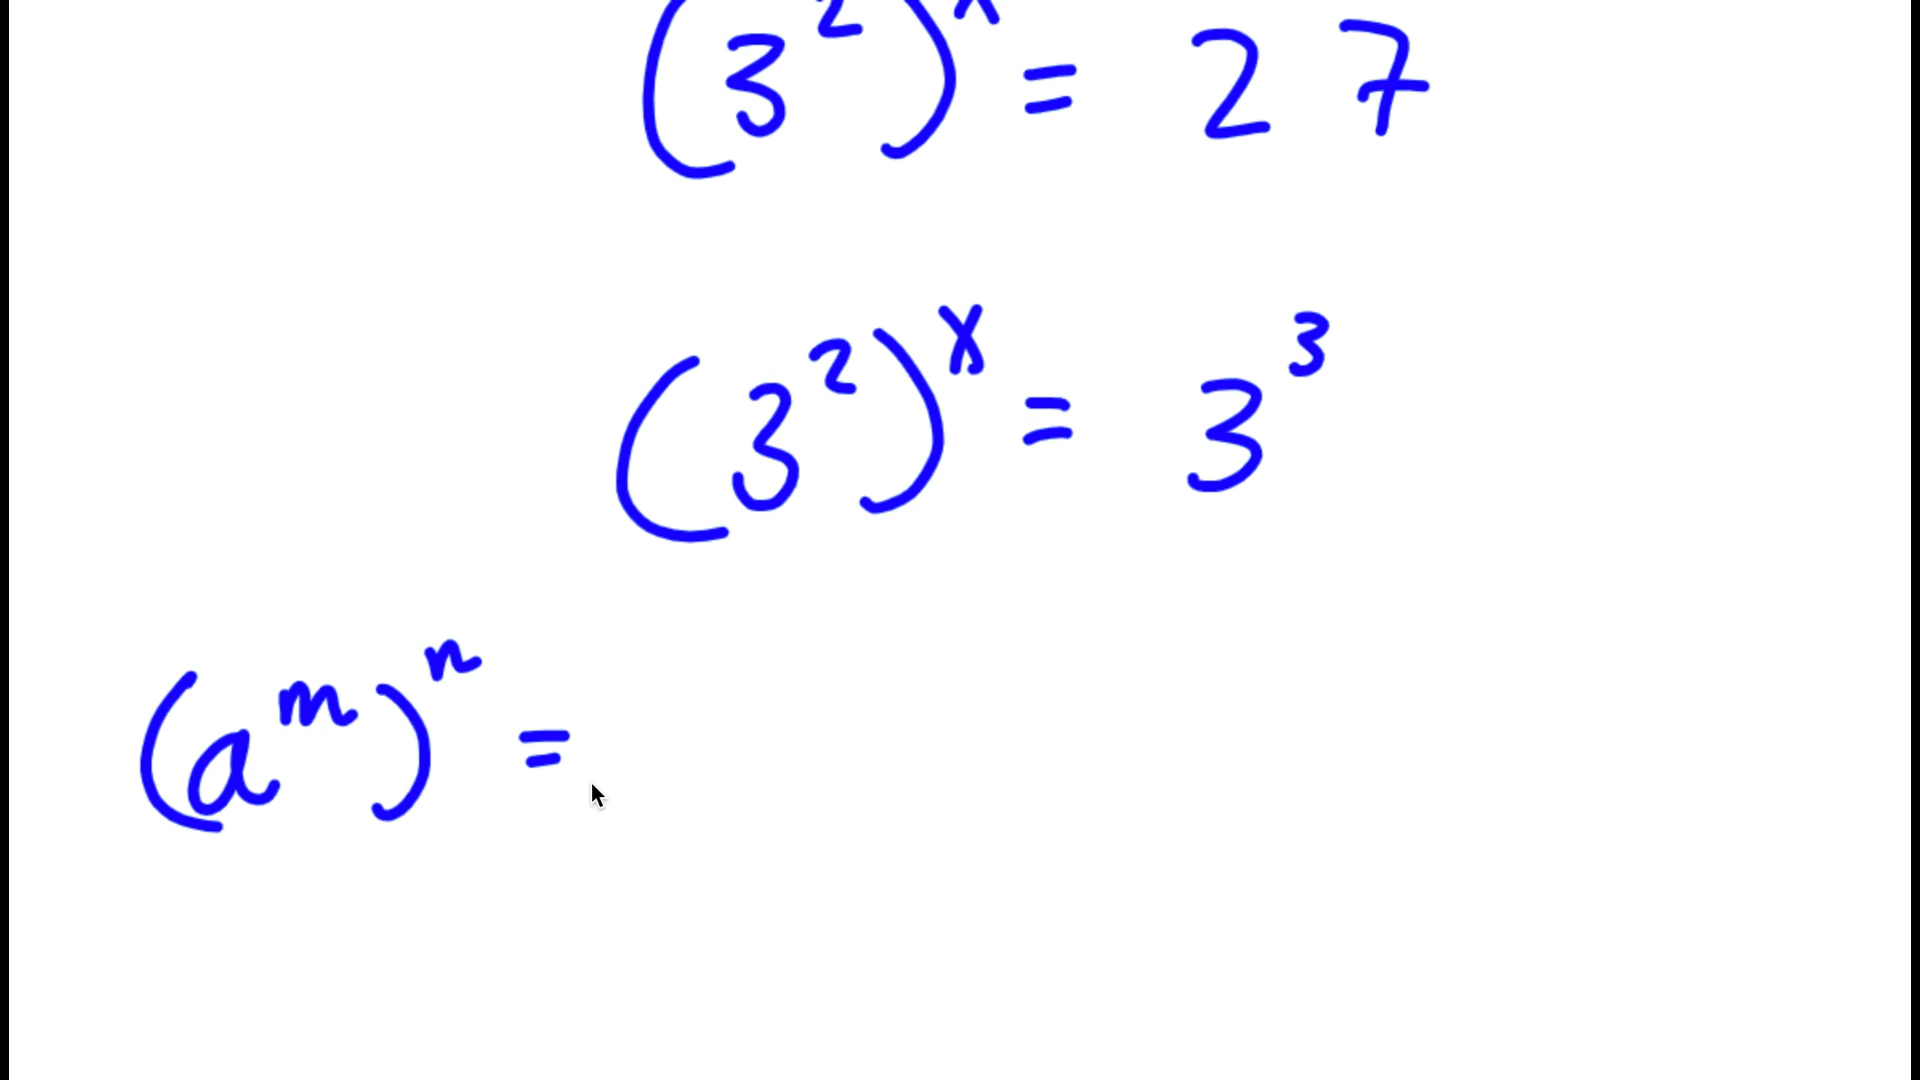 (3²)ˣ = 27
(3²)ˣ = 3³
(aᵐ)ⁿ =